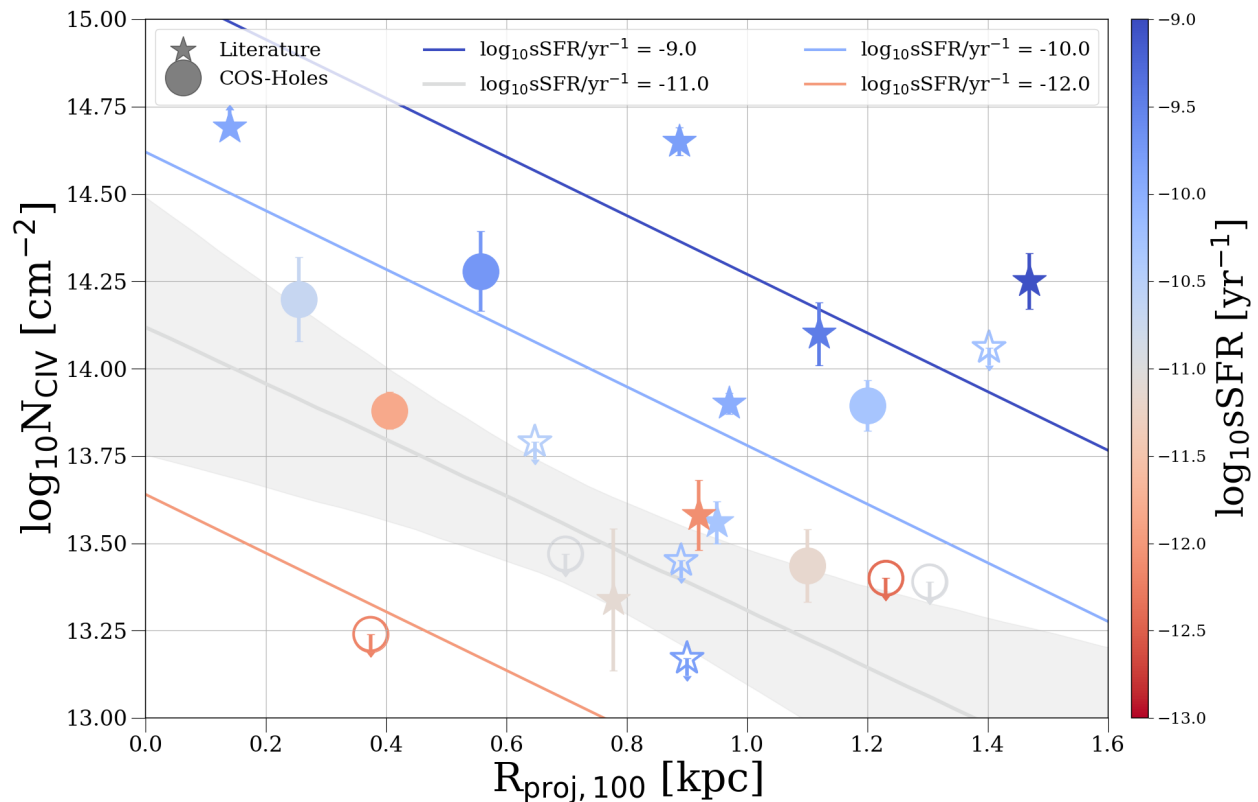 15.00
14.75
14.50
14.25
14.00
13.75
13.50
13.25
13.00
log₁₀N_CIV [cm⁻²]
Literature
COS-Holes
log₁₀sSFR/yr⁻¹ = -9.0
log₁₀sSFR/yr⁻¹ = -11.0
log₁₀sSFR/yr⁻¹ = -10.0
log₁₀sSFR/yr⁻¹ = -12.0
0.0 0.2 0.4 0.6 0.8 1.0 1.2 1.4 1.6
R_proj, 100 [kpc]
−9.0
−9.5
−10.0
−10.5
−11.0
−11.5
−12.0
−12.5
−13.0
log₁₀sSFR [yr⁻¹]